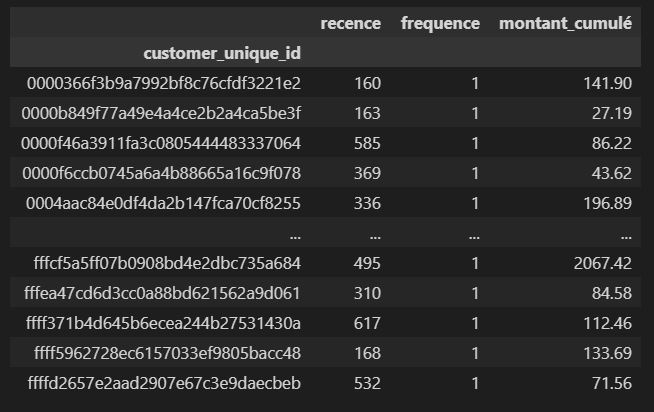 recence frequence montant_cumulé
customer_unique_id
0000366f3b9a7992bf8c76cfdf3221e2 160 1 141.90
0000b849f77a49e4a4ce2b2a4ca5be3f 163 1 27.19
0000f46a3911fa3c0805444483337064 585 1 86.22
0000f6ccb0745a6a4b88665a16c9f078 369 1 43.62
0004aac84e0df4da2b147fca70cf8255 336 1 196.89
... ... ... ...
fffcf5a5ff07b0908bd4e2dbc735a684 495 1 2067.42
fffea47cd6d3cc0a88bd621562a9d061 310 1 84.58
ffff371b4d645b6ecea244b27531430a 617 1 112.46
ffff5962728ec6157033ef9805bacc48 168 1 133.69
ffffd2657e2aad2907e67c3e9daecbeb 532 1 71.56